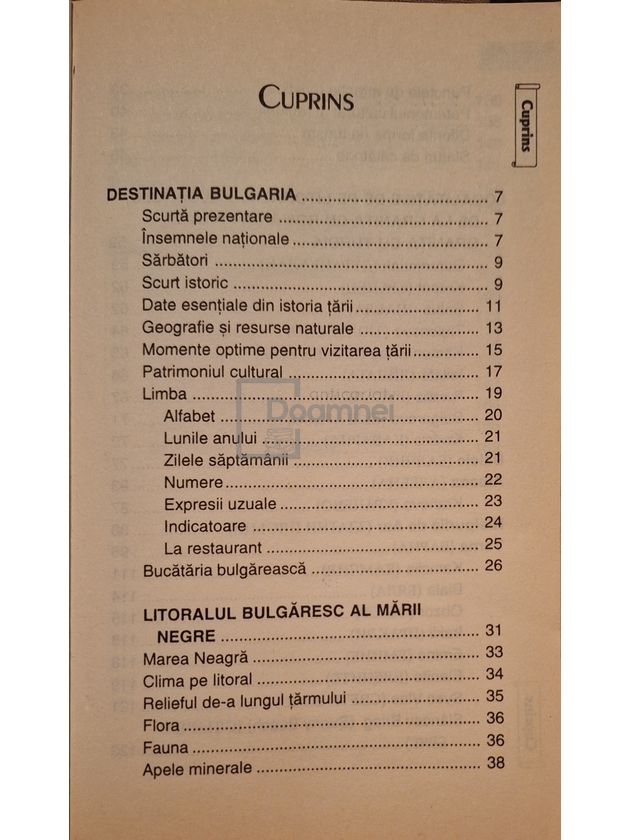 CUPRINS
Cuprins
DESTINAȚIA BULGARIA ........ 7
Scurtă prezentare ........ 7
Însemnele naționale ........ 7
Sărbători ........ 9
Scurt istoric ........ 9
Date esențiale din istoria țării ........ 11
Geografie și resurse naturale ........ 13
Momente optime pentru vizitarea țării ........ 15
Patrimoniul cultural ........ 17
Limba ........ 19
Alfabet ........ 20
Lunile anului ........ 21
Zilele săptămânii ........ 21
Numere ........ 22
Expresii uzuale ........ 23
Indicatoare ........ 24
La restaurant ........ 25
Bucătăria bulgărească ........ 26
LITORALUL BULGĂRESC AL MĂRII
NEGRE ........ 31
Marea Neagră ........ 33
Clima pe litoral ........ 34
Relieful de-a lungul țărmului ........ 35
Flora ........ 36
Fauna ........ 36
Apele minerale ........ 38
anticariat
Doamnei